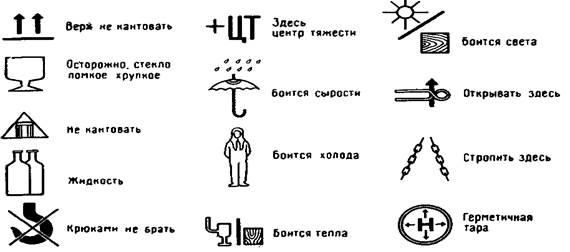 Верх не кантовать
Осторожно, стекло
ломкое хрупкое
Не кантовать
Жидкость
Крюками не брать
+ЦТ
Здесь
центр тяжести
Боится сырости
Боится холода
Боится тепла
Боится света
Открывать здесь
Стропить здесь
Н
Герметичная
тара